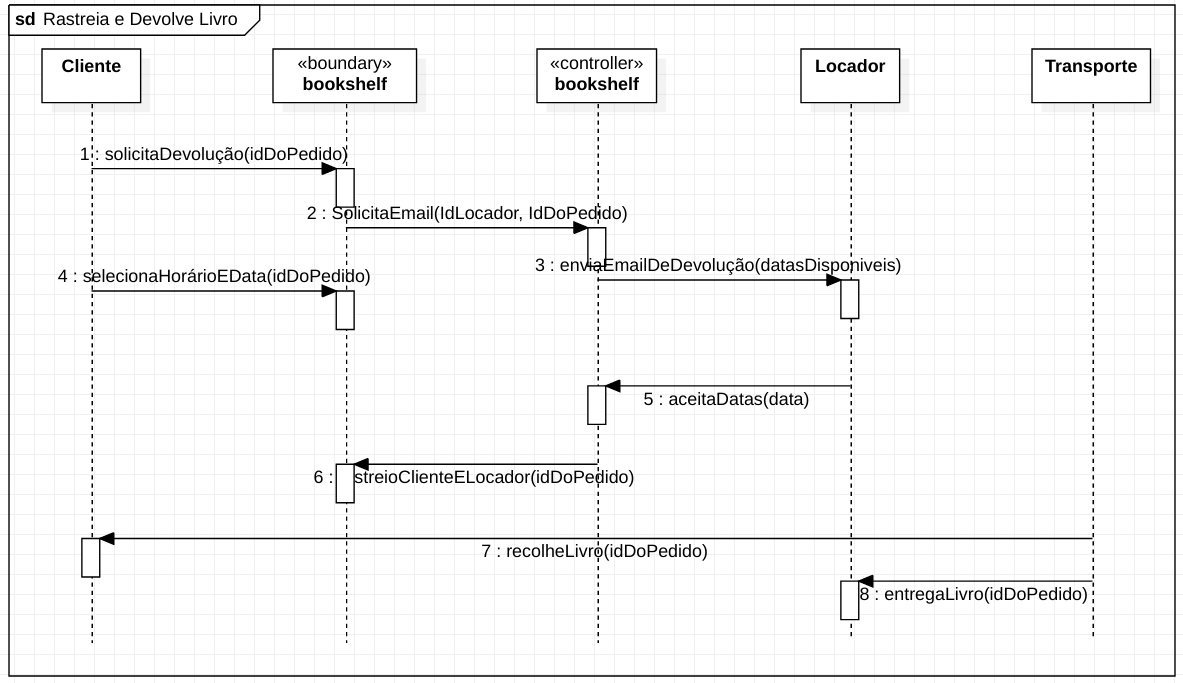 sd Rastreia e Devolve Livro
Cliente
«boundary»
bookshelf
«controller»
bookshelf
Locador
Transporte
1 : solicitaDevolução(idDoPedido)
2 : SolicitaEmail(IdLocador, IdDoPedido)
3 : enviaEmailDeDevolução(datasDisponiveis)
4 : selecionaHorárioEData(idDoPedido)
5 : aceitaDatas(data)
6 : streioClienteELocador(idDoPedido)
7 : recolheLivro(idDoPedido)
8 : entregaLivro(idDoPedido)